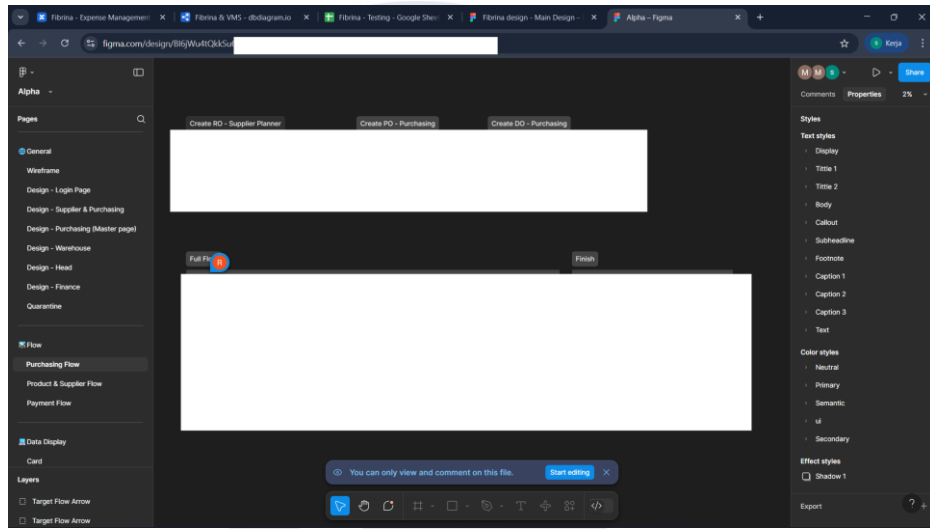 Fibrina - Expense Management
Fibrina & VMS - dbdiagram.io
Fibrina - Testing - Google Shee
Fibrina design - Main Design -
Alpha – Figma
figma.com/design/
Kerja
Alpha
Pages
General
Wireframe
Design - Login Page
Design - Supplier & Purchasing
Design - Purchasing (Master page)
Design - Warehouse
Design - Head
Design - Finance
Quarantine
Flow
Purchasing Flow
Product & Supplier Flow
Payment Flow
Data Display
Card
Layers
Target Flow Arrow
Target Flow Arrow
Create RO - Supplier Planner
Create PO - Purchasing
Create DO - Purchasing
Full Flo
R
Finish
You can only view and comment on this file.
Start editing
M M S
Share
Comments Properties 2%
Styles
Text styles
Display
Tittle 1
Tittle 2
Body
Callout
Subheadline
Footnote
Caption 1
Caption 2
Caption 3
Text
Color styles
Neutral
Primary
Semantic
ui
Secondary
Effect styles
Shadow 1
Export
?